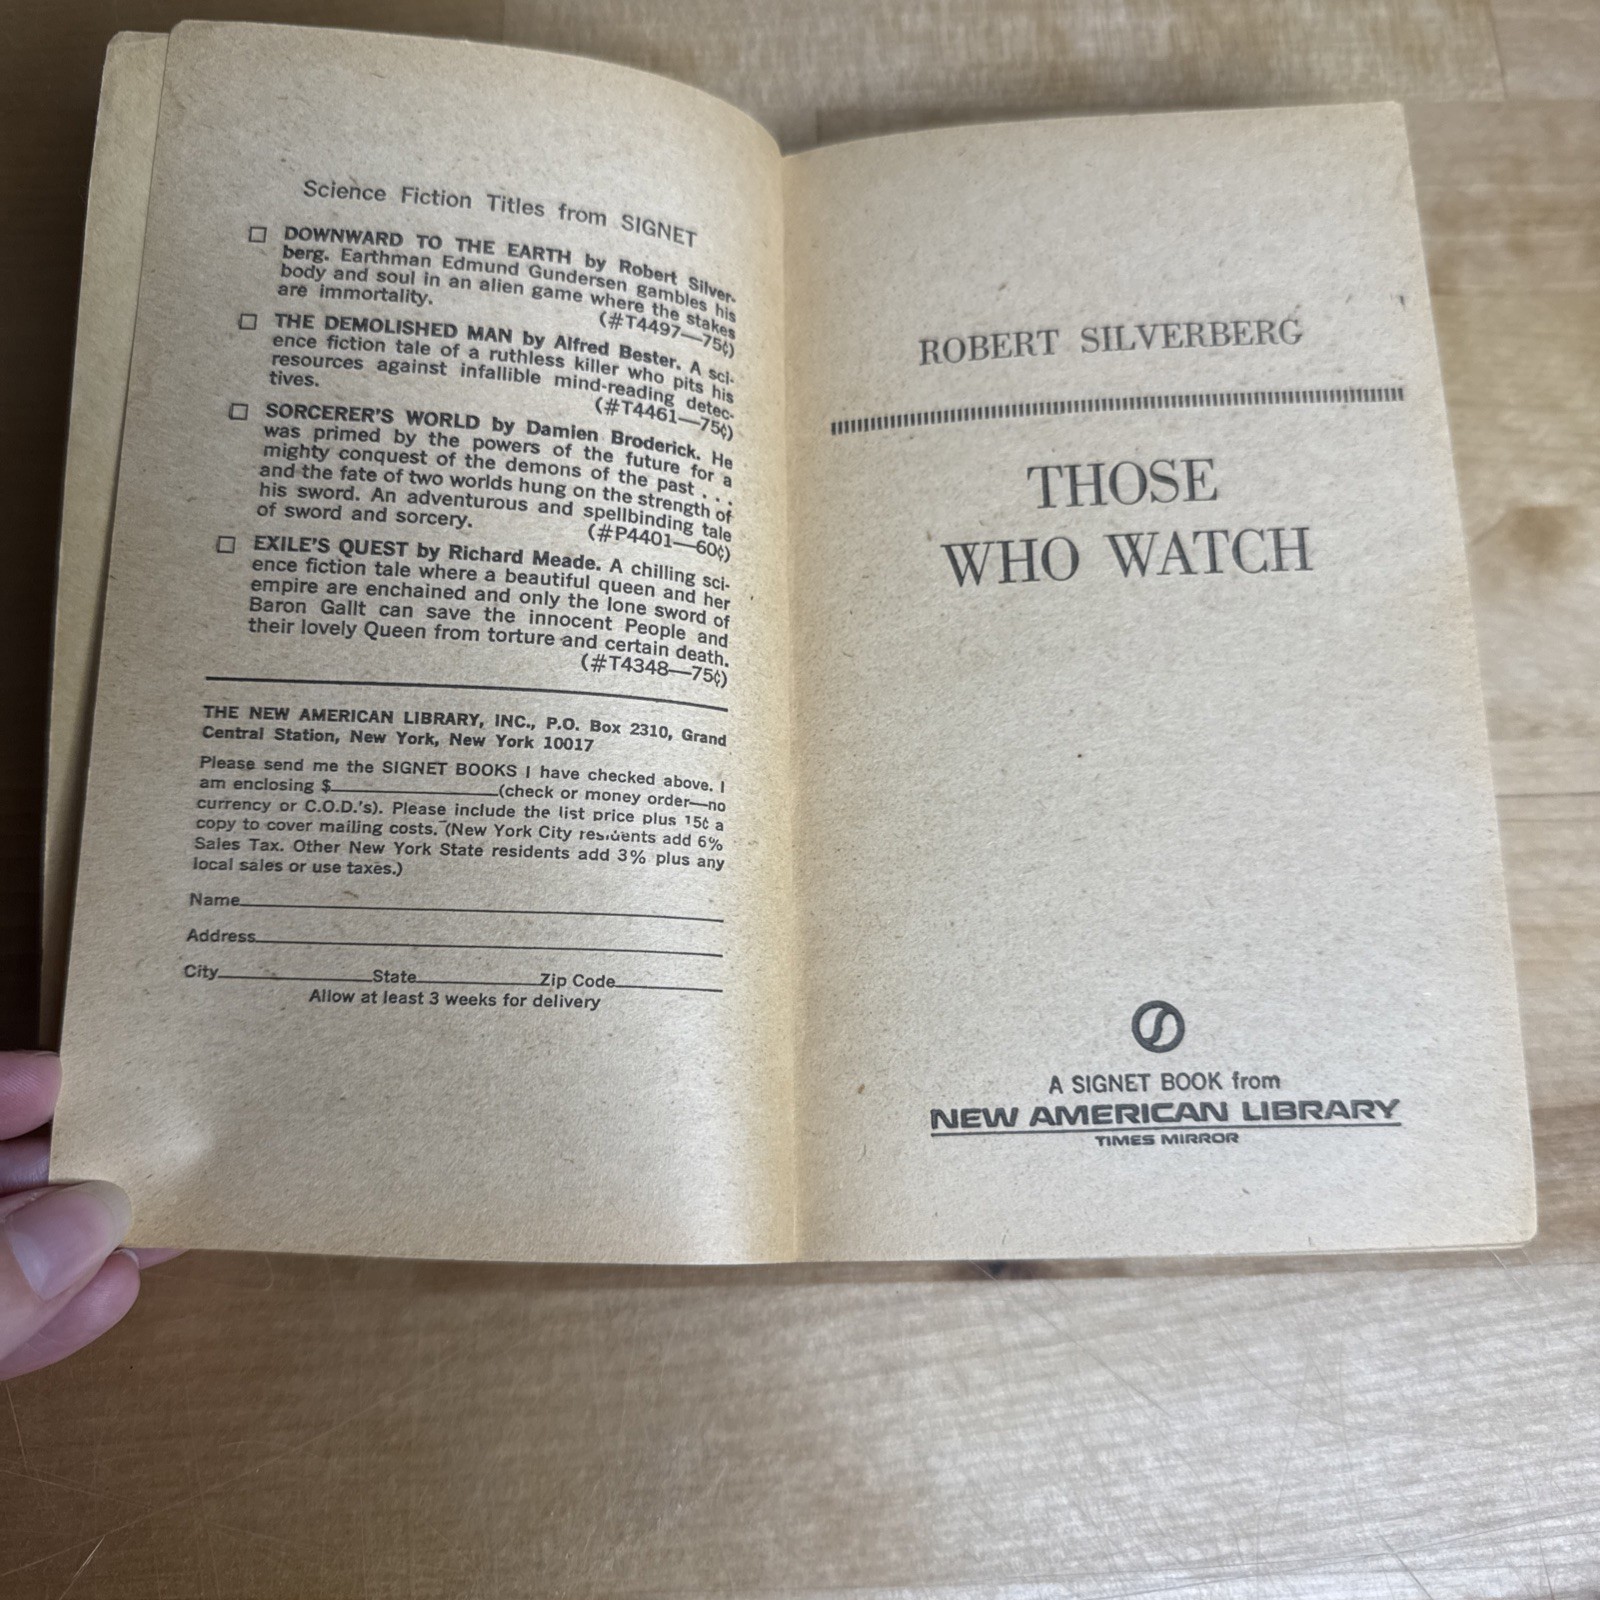 Science Fiction Titles from SIGNET
DOWNWARD TO THE EARTH by Robert Silver-
berg. Earthman Edmund Gundersen gambles his
body and soul in an alien game where the stakes
are immortality.
(#T4497—75¢)
THE DEMOLISHED MAN by Alfred Bester. A sci-
ence fiction tale of a ruthless killer who pits his
resources against infallible mind-reading detec-
tives.
(#T4461—75¢)
SORCERER'S WORLD by Damien Broderick. He
was primed by the powers of the future for a
mighty conquest of the demons of the past . . .
and the fate of two worlds hung on the strength of
his sword. An adventurous and spellbinding tale
of sword and sorcery.
(#P4401—60¢)
EXILE'S QUEST by Richard Meade. A chilling sci-
ence fiction tale where a beautiful queen and her
empire are enchained and only the lone sword of
Baron Gallt can save the innocent People and
their lovely Queen from torture and certain death.
(#T4348—75¢)
THE NEW AMERICAN LIBRARY, INC., P.O. Box 2310, Grand
Central Station, New York, New York 10017
Please send me the SIGNET BOOKS I have checked above. I
am enclosing $__________(check or money order—no
currency or C.O.D.'s). Please include the list price plus 15¢ a
copy to cover mailing costs. (New York City residents add 6%
Sales Tax. Other New York State residents add 3% plus any
local sales or use taxes.)
Name
Address
City State Zip Code
Allow at least 3 weeks for delivery
ROBERT SILVERBERG
THOSE
WHO WATCH
A SIGNET BOOK from
NEW AMERICAN LIBRARY
TIMES MIRROR